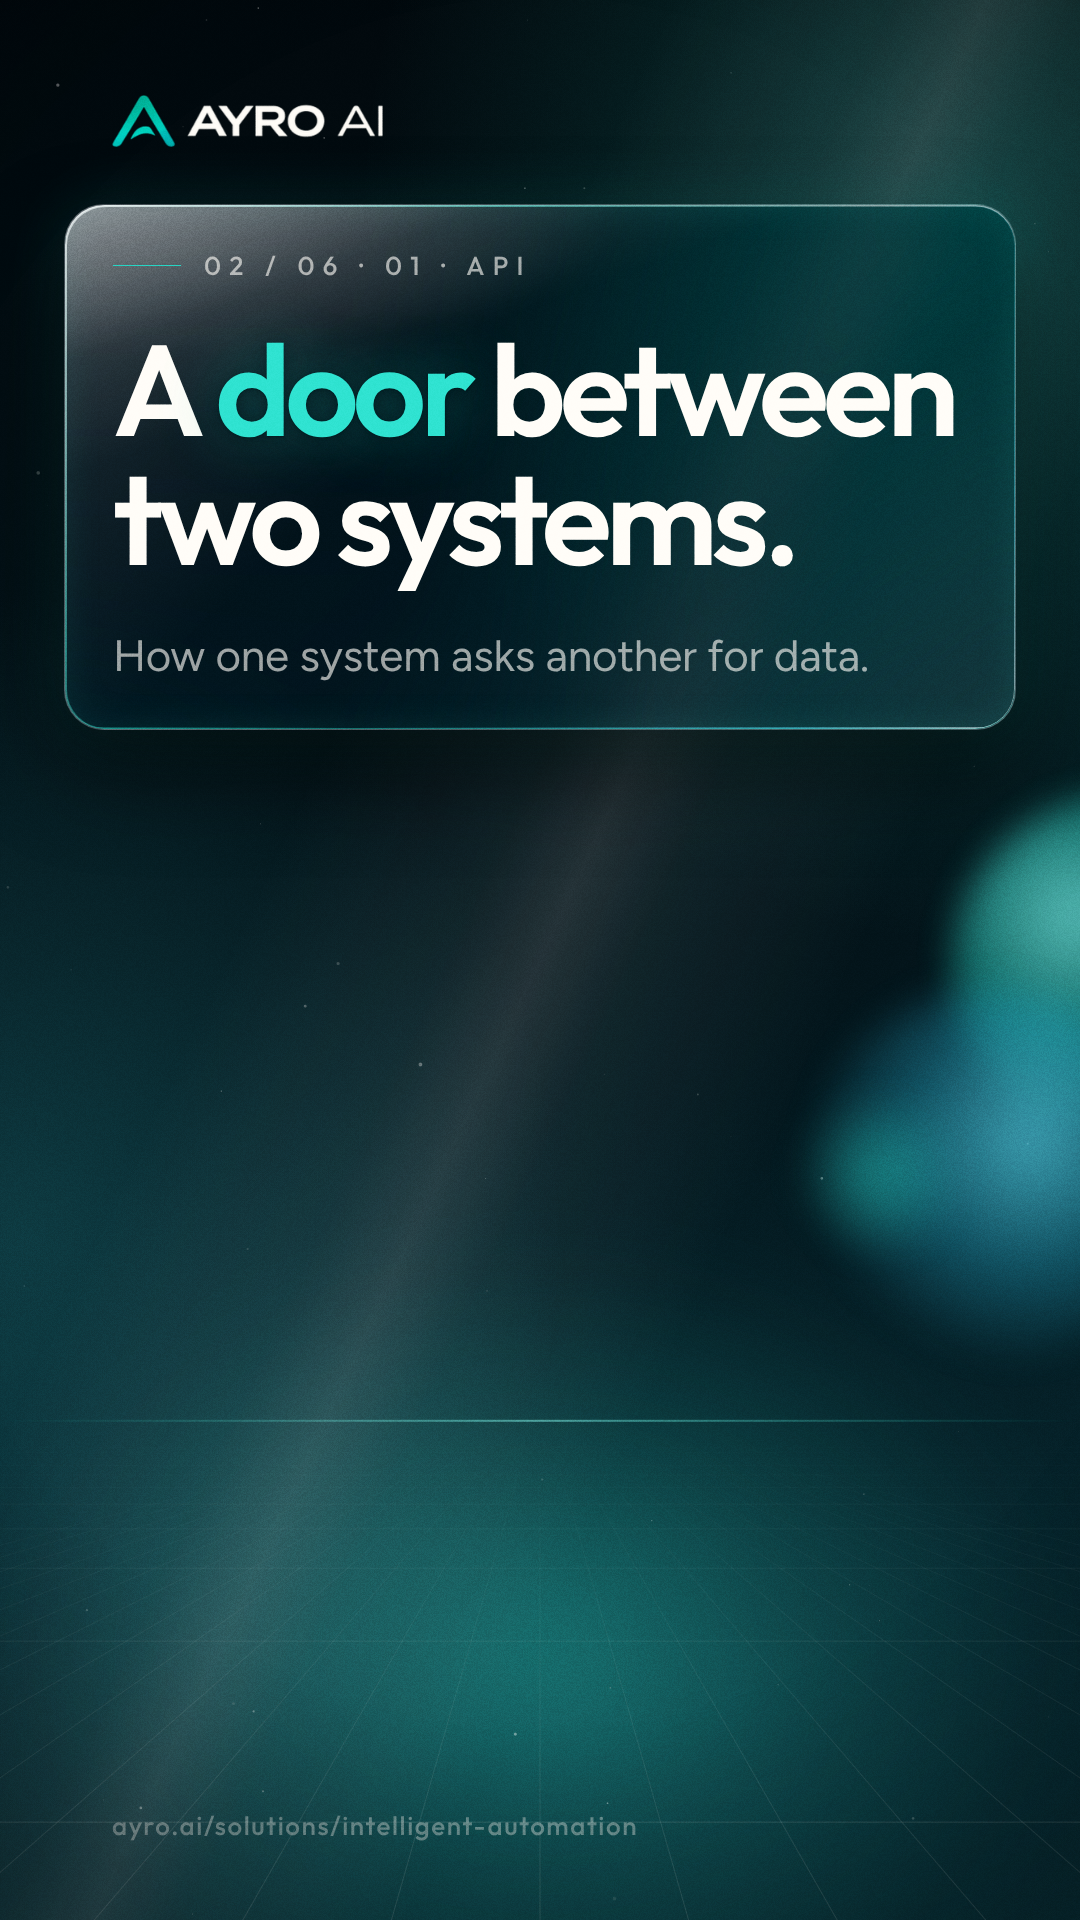 AYRO AI
02 / 06 · 01 · API
A door between
two systems.
How one system asks another for data.
ayro.ai/solutions/intelligent-automation